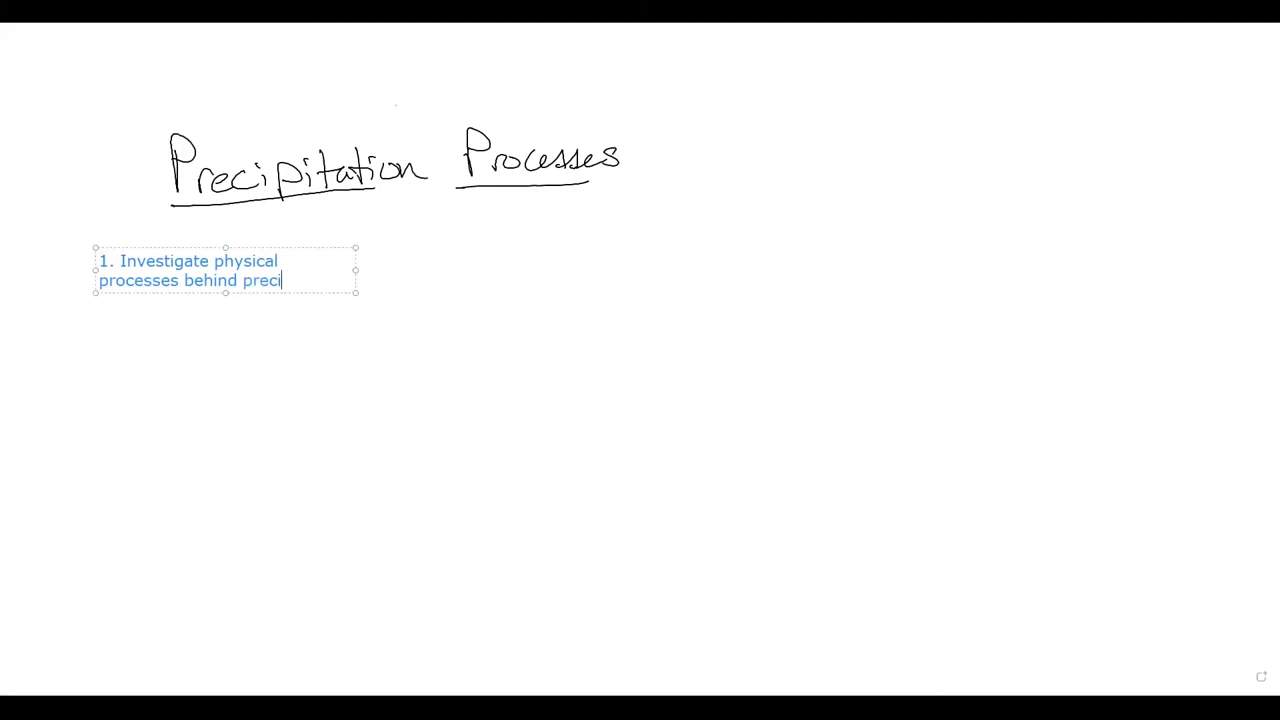 Precipitation Processes
1. Investigate physical
processes behind preci